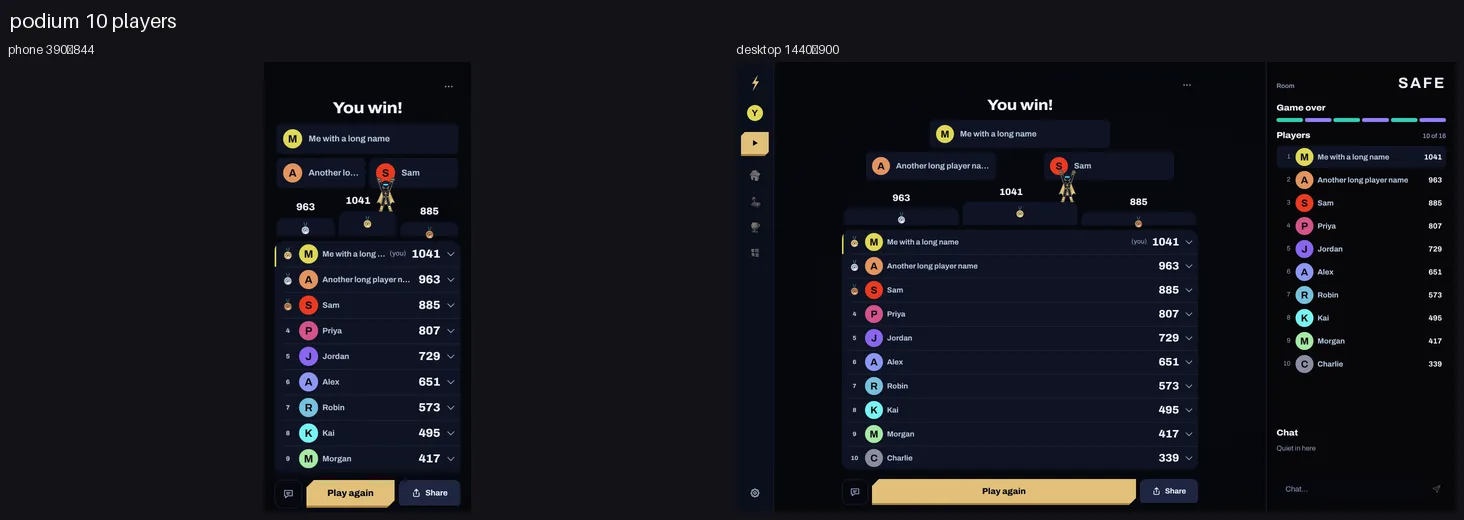 podium 10 players
phone 390▯844
...
You win!
M Me with a long name
A Another lo...
S Sam
963
1041
885
M Me with a long ... (you) 1041
A Another long player n... 963
S Sam 885
4 P Priya 807
5 J Jordan 729
6 A Alex 651
7 R Robin 573
8 K Kai 495
9 M Morgan 417
Play again
Share
desktop 1440▯900
Y
...
You win!
M Me with a long name
A Another long player na...
S Sam
963
1041
885
M Me with a long name (you) 1041
A Another long player name 963
S Sam 885
4 P Priya 807
5 J Jordan 729
6 A Alex 651
7 R Robin 573
8 K Kai 495
9 M Morgan 417
10 C Charlie 339
Play again
Share
Room SAFE
Game over
Players 10 of 16
1 M Me with a long name 1041
2 A Another long player name 963
3 S Sam 885
4 P Priya 807
5 J Jordan 729
6 A Alex 651
7 R Robin 573
8 K Kai 495
9 M Morgan 417
10 C Charlie 339
Chat
Quiet in here
Chat...